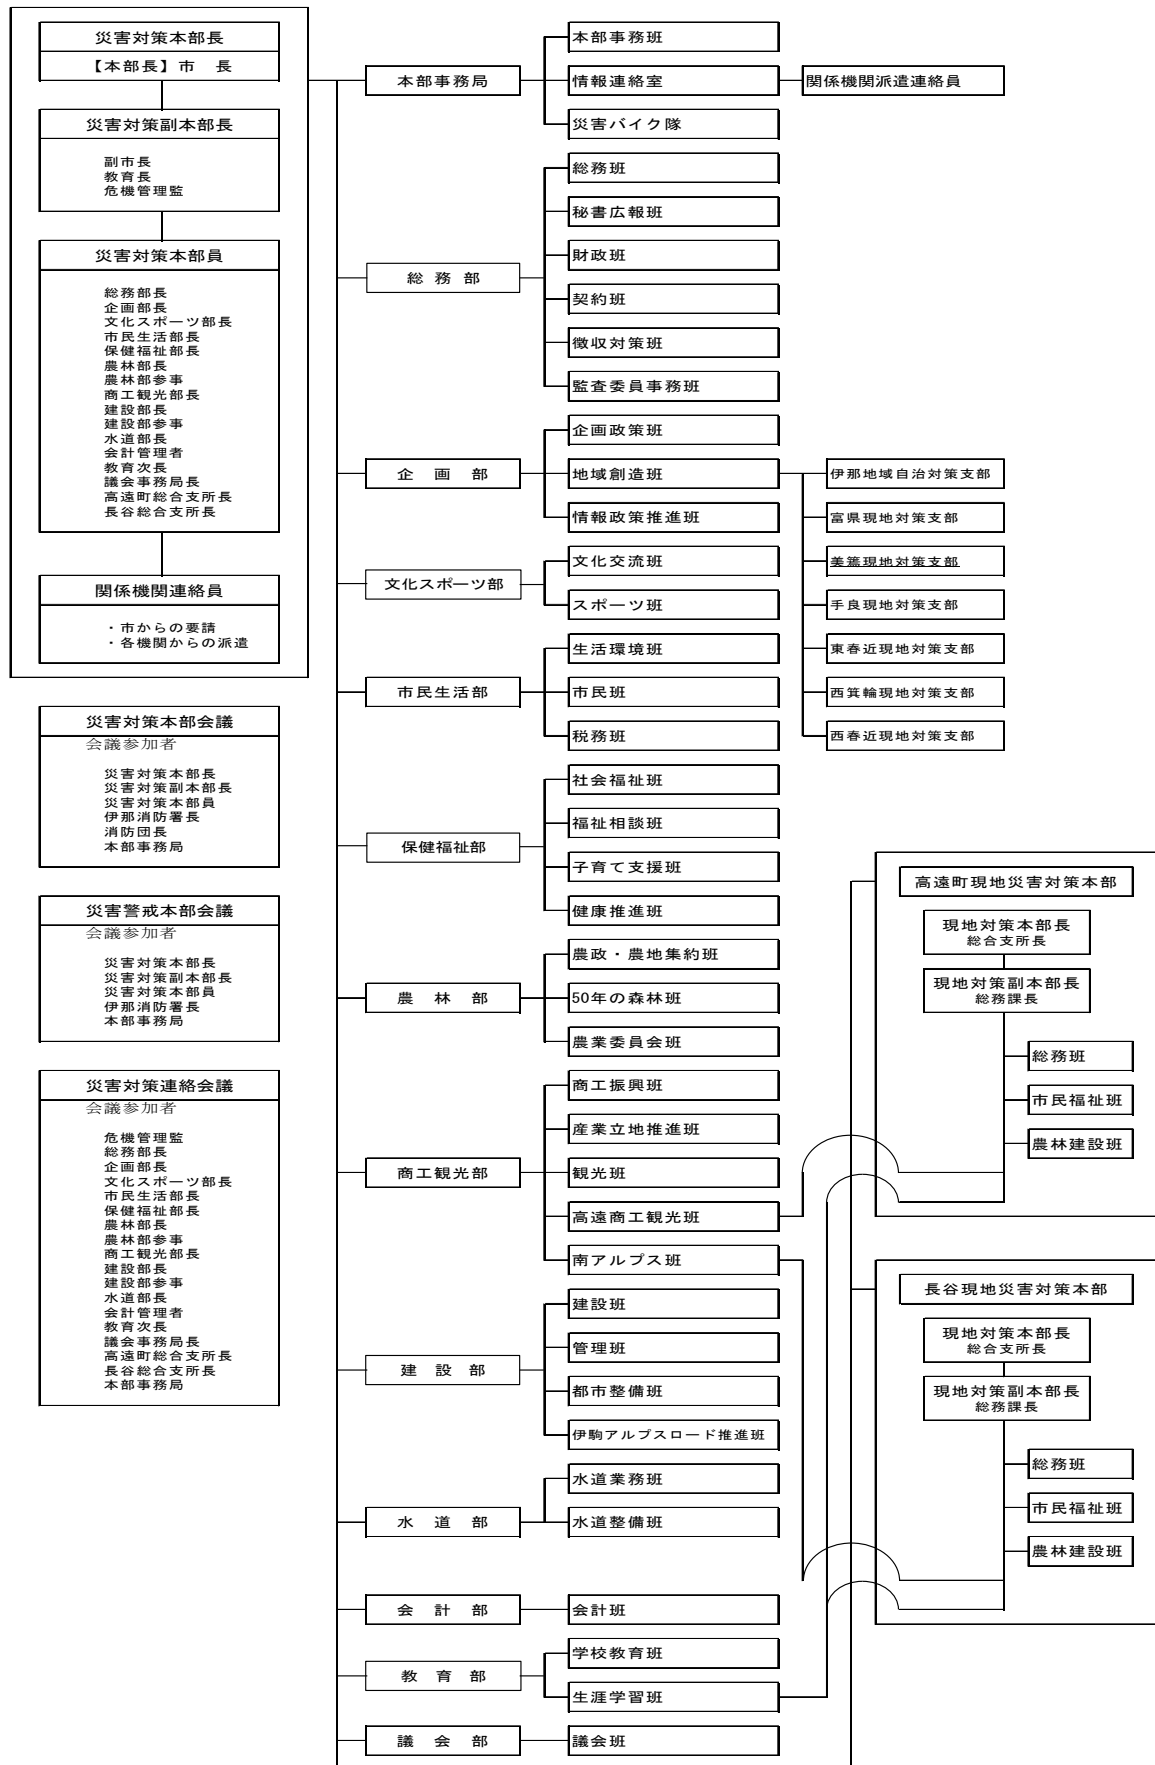 災害対策本部長
【本部長】市　長
災害対策副本部長
副市長
教育長
危機管理監
災害対策本部員
総務部長
企画部長
文化スポーツ部長
市民生活部長
保健福祉部長
農林部長
農林部参事
商工観光部長
建設部長
建設部参事
水道部長
会計管理者
教育次長
議会事務局長
高遠町総合支所長
長谷総合支所長
関係機関連絡員
・市からの要請
・各機関からの派遣
災害対策本部会議
会議参加者
災害対策本部長
災害対策副本部長
災害対策本部員
伊那消防署長
消防団長
本部事務局
災害警戒本部会議
会議参加者
災害対策本部長
災害対策副本部長
災害対策本部員
伊那消防署長
本部事務局
災害対策連絡会議
会議参加者
危機管理監
総務部長
企画部長
文化スポーツ部長
市民生活部長
保健福祉部長
農林部長
農林部参事
商工観光部長
建設部長
建設部参事
水道部長
会計管理者
教育次長
議会事務局長
高遠町総合支所長
長谷総合支所長
本部事務局
本部事務局
本部事務班
情報連絡室
関係機関派遣連絡員
災害バイク隊
総　務　部
総務班
秘書広報班
財政班
契約班
徴収対策班
監査委員事務班
企　画　部
企画政策班
地域創造班
情報政策推進班
伊那地域自治対策支部
富県現地対策支部
美篶現地対策支部
手良現地対策支部
東春近現地対策支部
西箕輪現地対策支部
西春近現地対策支部
文化スポーツ部
文化交流班
スポーツ班
市民生活部
生活環境班
市民班
税務班
保健福祉部
社会福祉班
福祉相談班
子育て支援班
健康推進班
農　林　部
農政・農地集約班
50年の森林班
農業委員会班
商工観光部
商工振興班
産業立地推進班
観光班
高遠商工観光班
南アルプス班
建　設　部
建設班
管理班
都市整備班
伊駒アルプスロード推進班
水　道　部
水道業務班
水道整備班
会　計　部
会計班
教　育　部
学校教育班
生涯学習班
議　会　部
議会班
高遠町現地災害対策本部
現地対策本部長
総合支所長
現地対策副本部長
総務課長
総務班
市民福祉班
農林建設班
長谷現地災害対策本部
現地対策本部長
総合支所長
現地対策副本部長
総務課長
総務班
市民福祉班
農林建設班